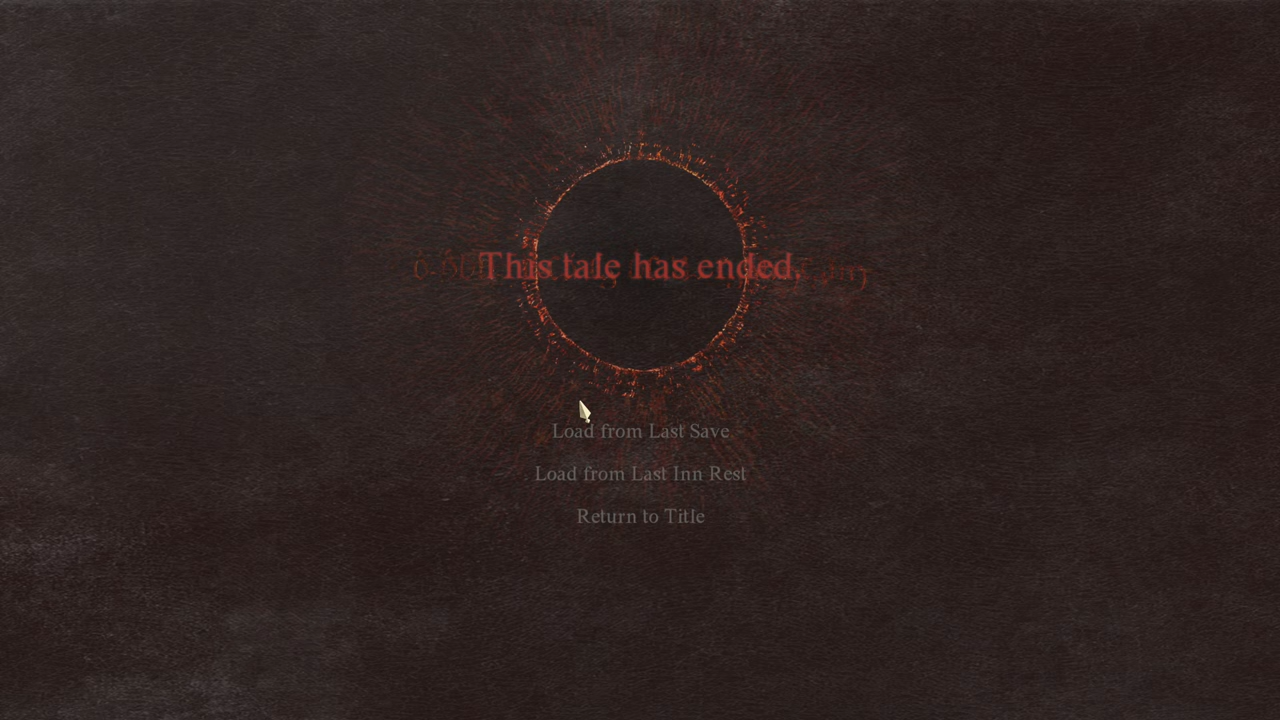 This tale has ended.
Load from Last Save
Load from Last Inn Rest
Return to Title